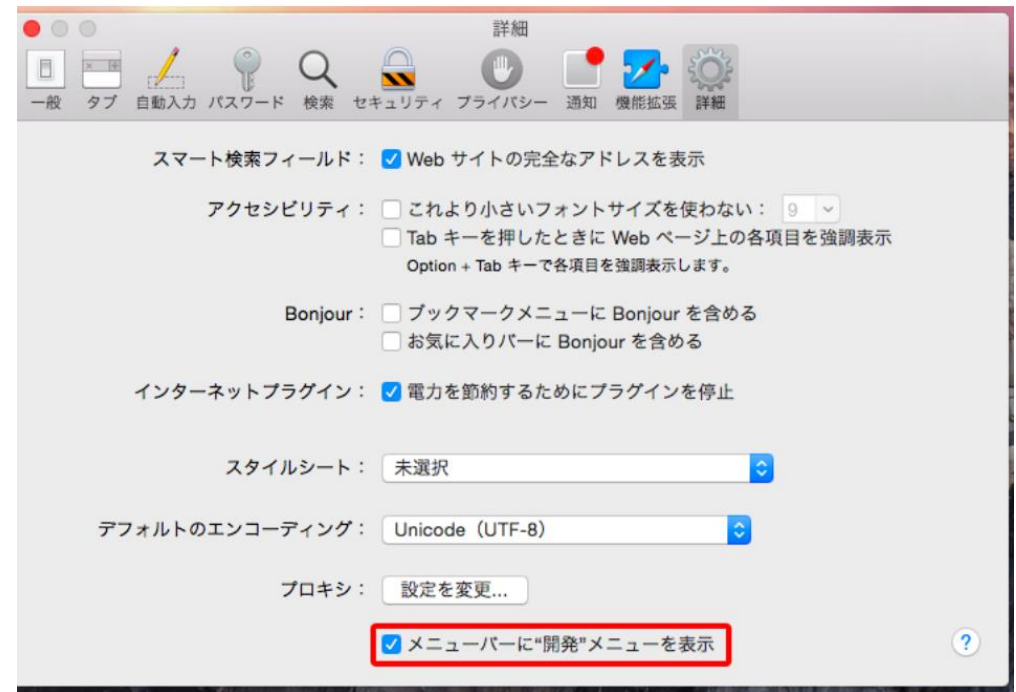 詳細
一般 タブ 自動入力 パスワード 検索 セキュリティ プライバシー 通知 機能拡張 詳細
スマート検索フィールド： Web サイトの完全なアドレスを表示
アクセシビリティ： これより小さいフォントサイズを使わない： 9
Tab キーを押したときに Web ページ上の各項目を強調表示
Option + Tab キーで各項目を強調表示します。
Bonjour： ブックマークメニューに Bonjour を含める
お気に入りバーに Bonjour を含める
インターネットプラグイン： 電力を節約するためにプラグインを停止
スタイルシート： 未選択
デフォルトのエンコーディング： Unicode（UTF-8）
プロキシ： 設定を変更...
メニューバーに“開発”メニューを表示 ?